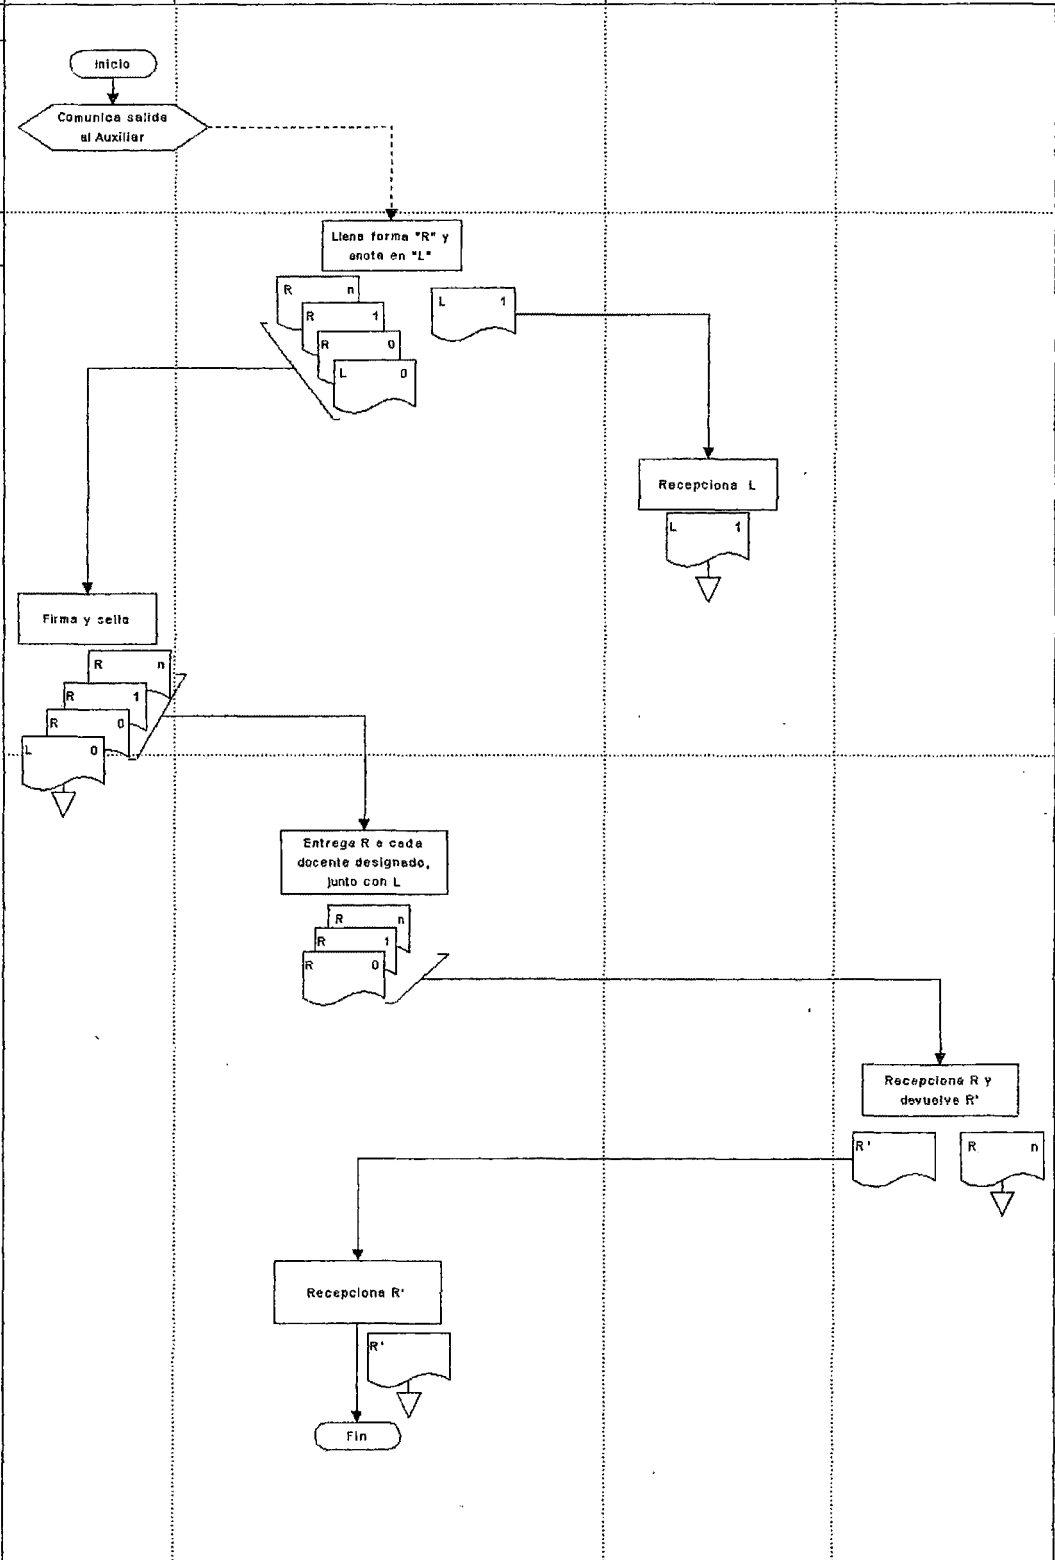 Inicio
Comunica salida
al Auxiliar
Llena forma "R" y
anota en "L"
R n
R 1
R 0
L 0
L 1
Recepciona L
L 1
Firma y sella
R n
R 1
R 0
L 0
Entrega R a cada
docente designado,
junto con L
R n
R 1
R 0
Recepciona R y
devuelve R'
R'
R n
Recepciona R'
R'
Fin